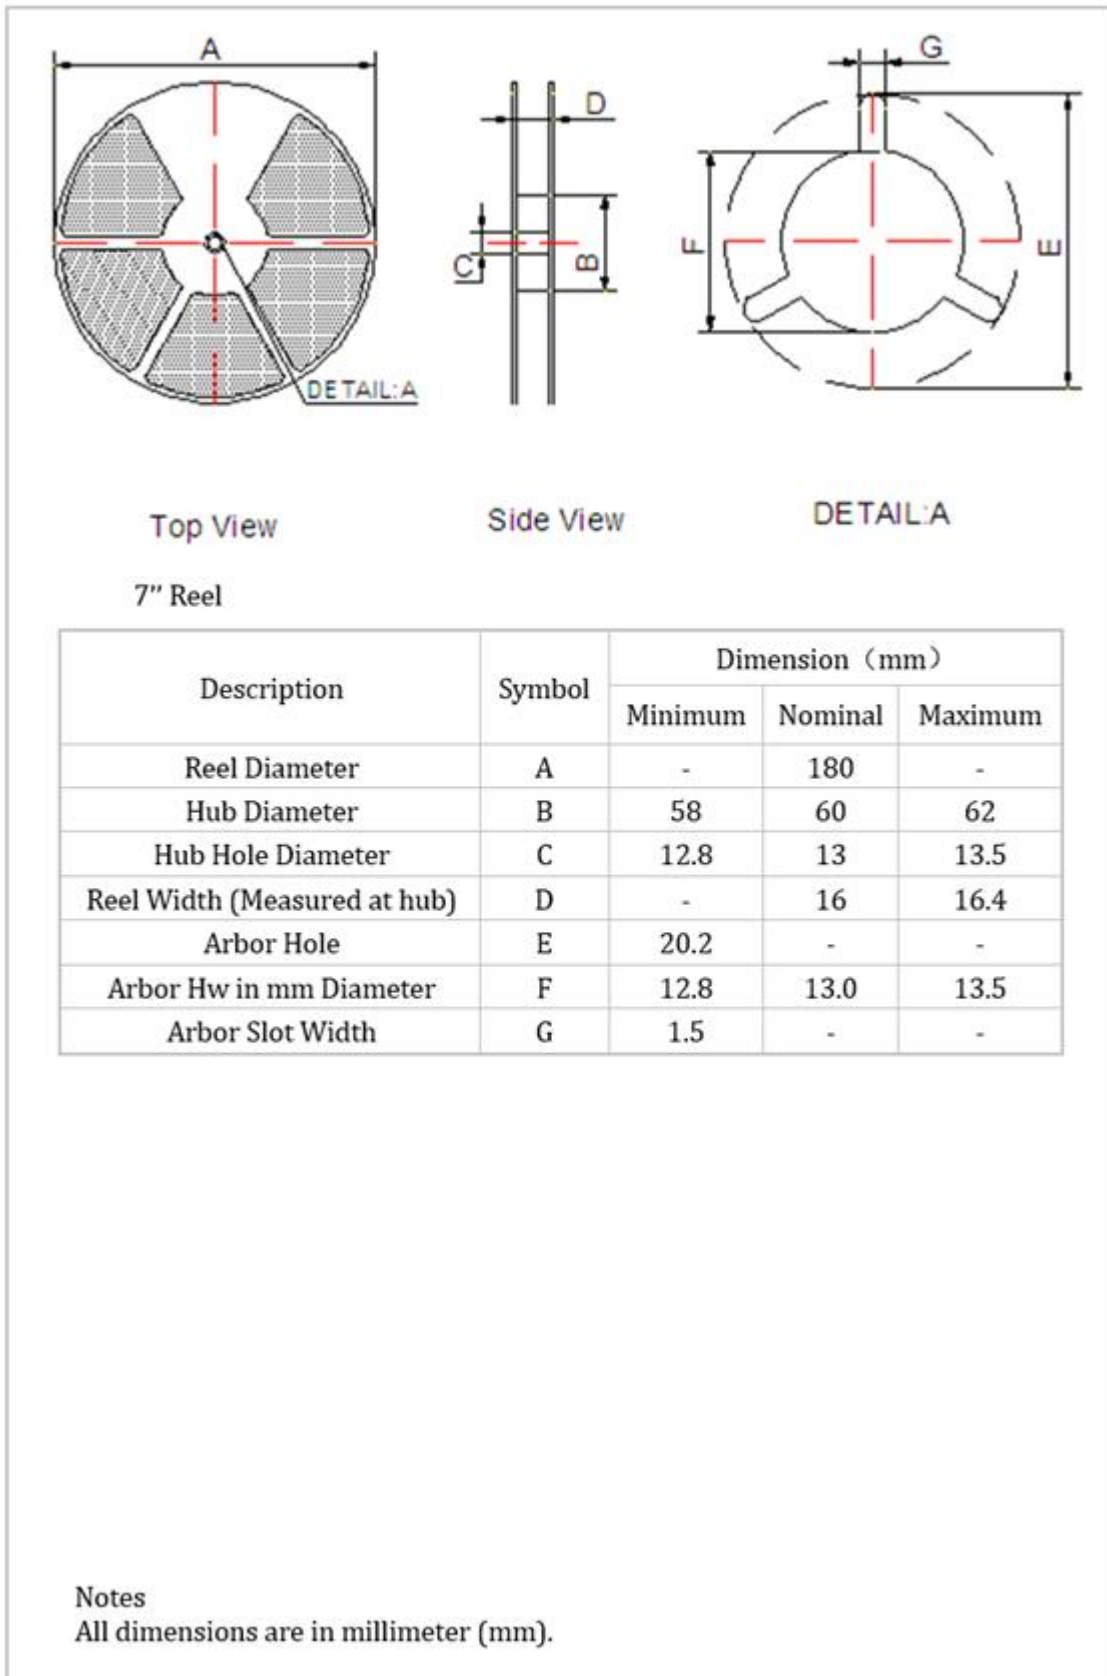 A
D
G
C
B
F
E
DETAIL:A
Top View
Side View
DETAIL:A
7″ Reel
Description Symbol Dimension（mm）
Minimum Nominal Maximum
Reel Diameter A - 180 -
Hub Diameter B 58 60 62
Hub Hole Diameter C 12.8 13 13.5
Reel Width (Measured at hub) D - 16 16.4
Arbor Hole E 20.2 - -
Arbor Hw in mm Diameter F 12.8 13.0 13.5
Arbor Slot Width G 1.5 - -
Notes
All dimensions are in millimeter (mm).